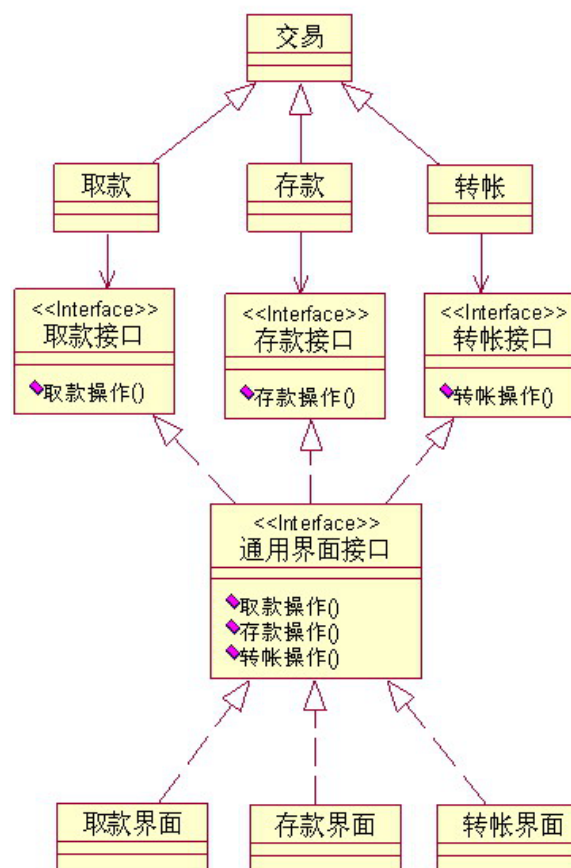 交易
取款
存款
转帐
<<Interface>>
取款接口
取款操作()
<<Interface>>
存款接口
存款操作()
<<Interface>>
转帐接口
转帐操作()
<<Interface>>
通用界面接口
取款操作()
存款操作()
转帐操作()
取款界面
存款界面
转帐界面